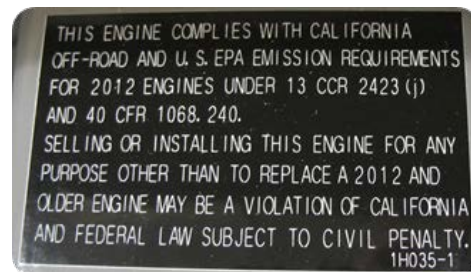 THIS ENGINE COMPLIES WITH CALIFORNIA
OFF-ROAD AND U.S. EPA EMISSION REQUIREMENTS
FOR 2012 ENGINES UNDER 13 CCR 2423(j)
AND 40 CFR 1068.240.
SELLING OR INSTALLING THIS ENGINE FOR ANY
PURPOSE OTHER THAN TO REPLACE A 2012 AND
OLDER ENGINE MAY BE A VIOLATION OF CALIFORNIA
AND FEDERAL LAW SUBJECT TO CIVIL PENALTY.
1H035-1